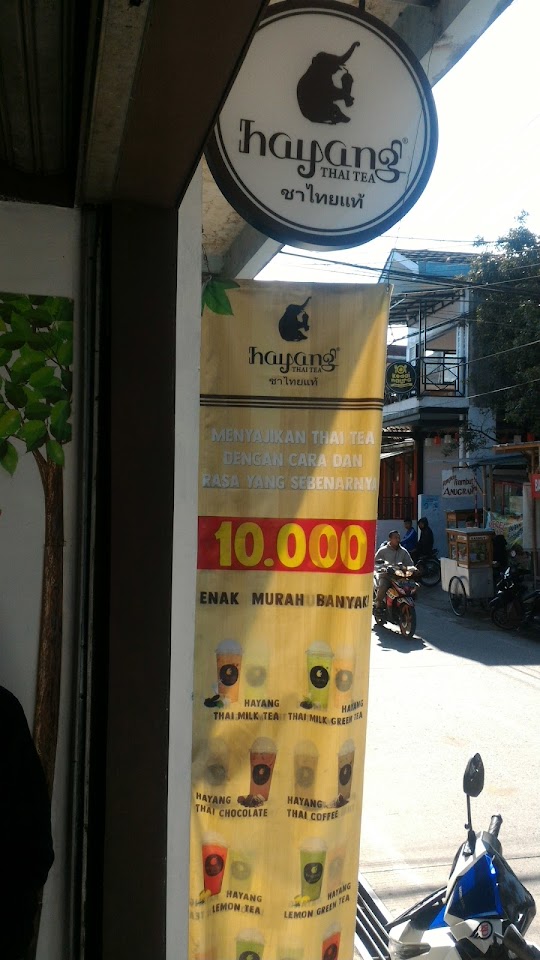 hayang®
THAI TEA
ชาไทยแท้
hayang
THAI TEA
ชาไทยแท้
MENYAJIKAN THAI TEA
DENGAN CARA DAN
RASA YANG SEBENARNYA
10.000
ENAK MURAH BANYAK!
HAYANG
THAI MILK TEA
HAYANG
THAI MILK GREEN TEA
HAYANG
THAI CHOCOLATE
HAYANG
THAI COFFEE
HAYANG
LEMON TEA
HAYANG
LEMON GREEN TEA
ANUGRAH